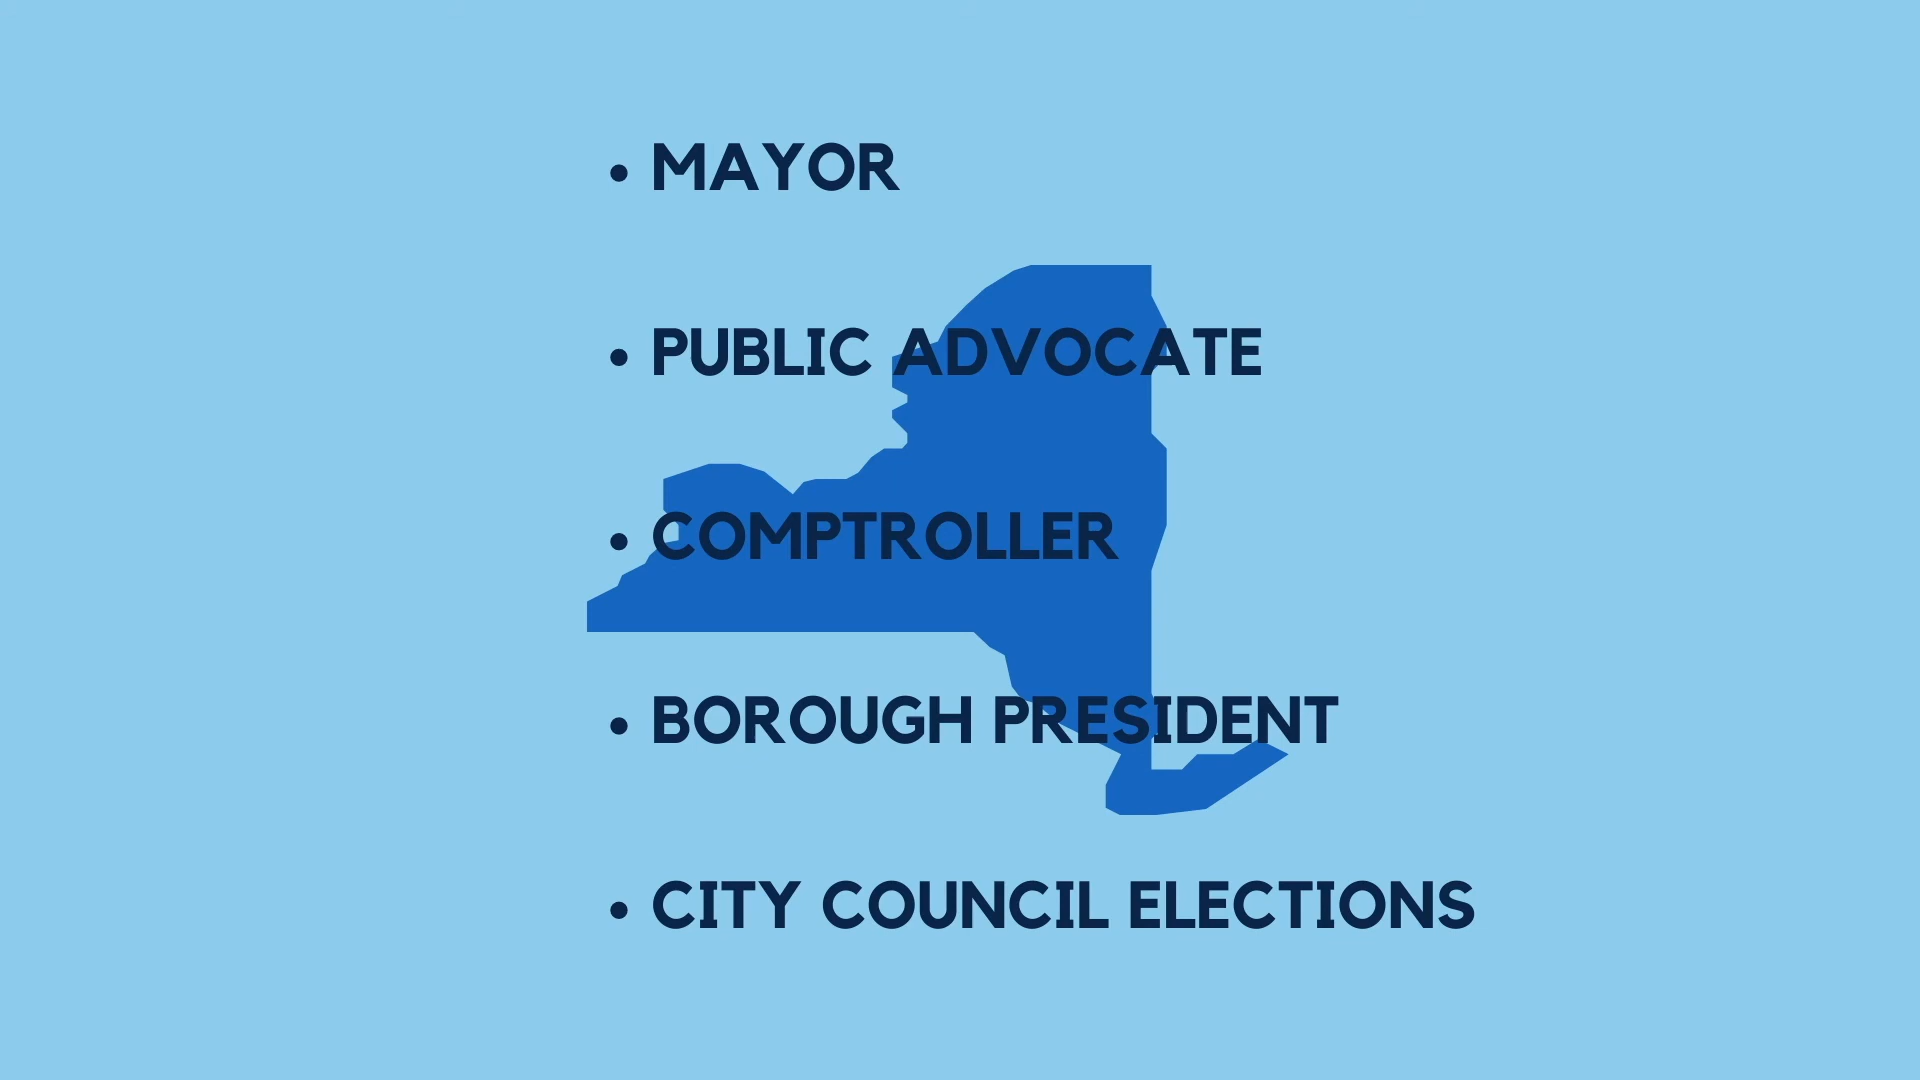 • MAYOR
• PUBLIC ADVOCATE
• COMPTROLLER
• BOROUGH PRESIDENT
• CITY COUNCIL ELECTIONS